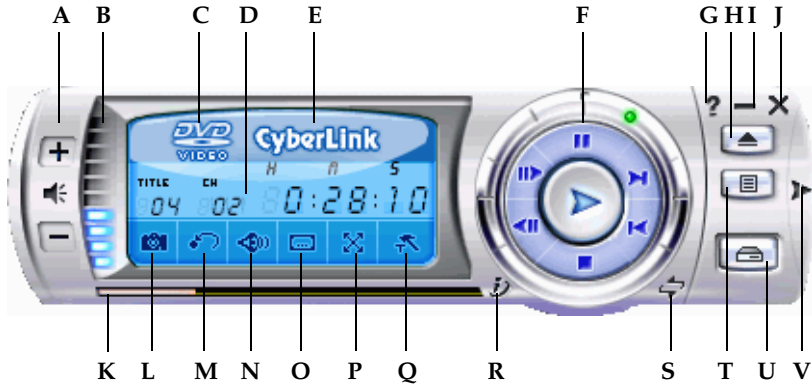 A B C D E F G H I J
?
DVD
VIDEO
CyberLink
H M S
TITLE CH
04 02 0:28:10
i
K L M N O P Q R S T U V